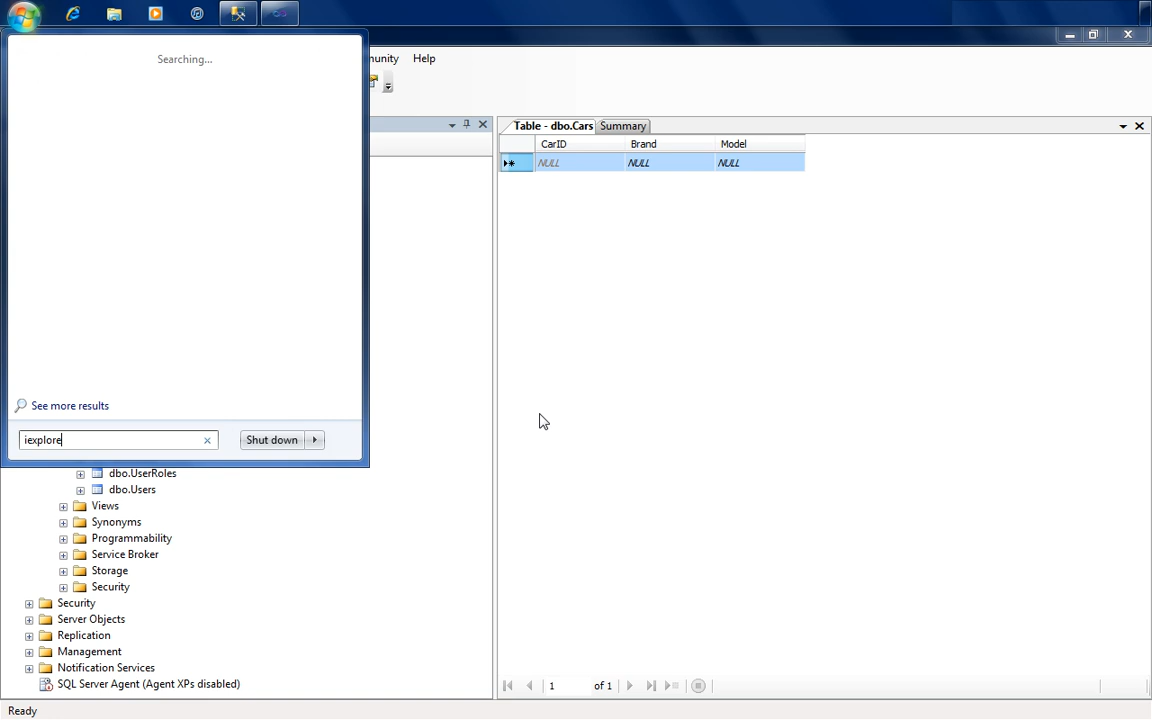 Searching...
munity Help
Table - dbo.Cars Summary
CarID Brand Model
NULL NULL NULL
See more results
iexplore Shut down
dbo.UserRoles
dbo.Users
Views
Synonyms
Programmability
Service Broker
Storage
Security
Security
Server Objects
Replication
Management
Notification Services
SQL Server Agent (Agent XPs disabled)
1 of 1
Ready